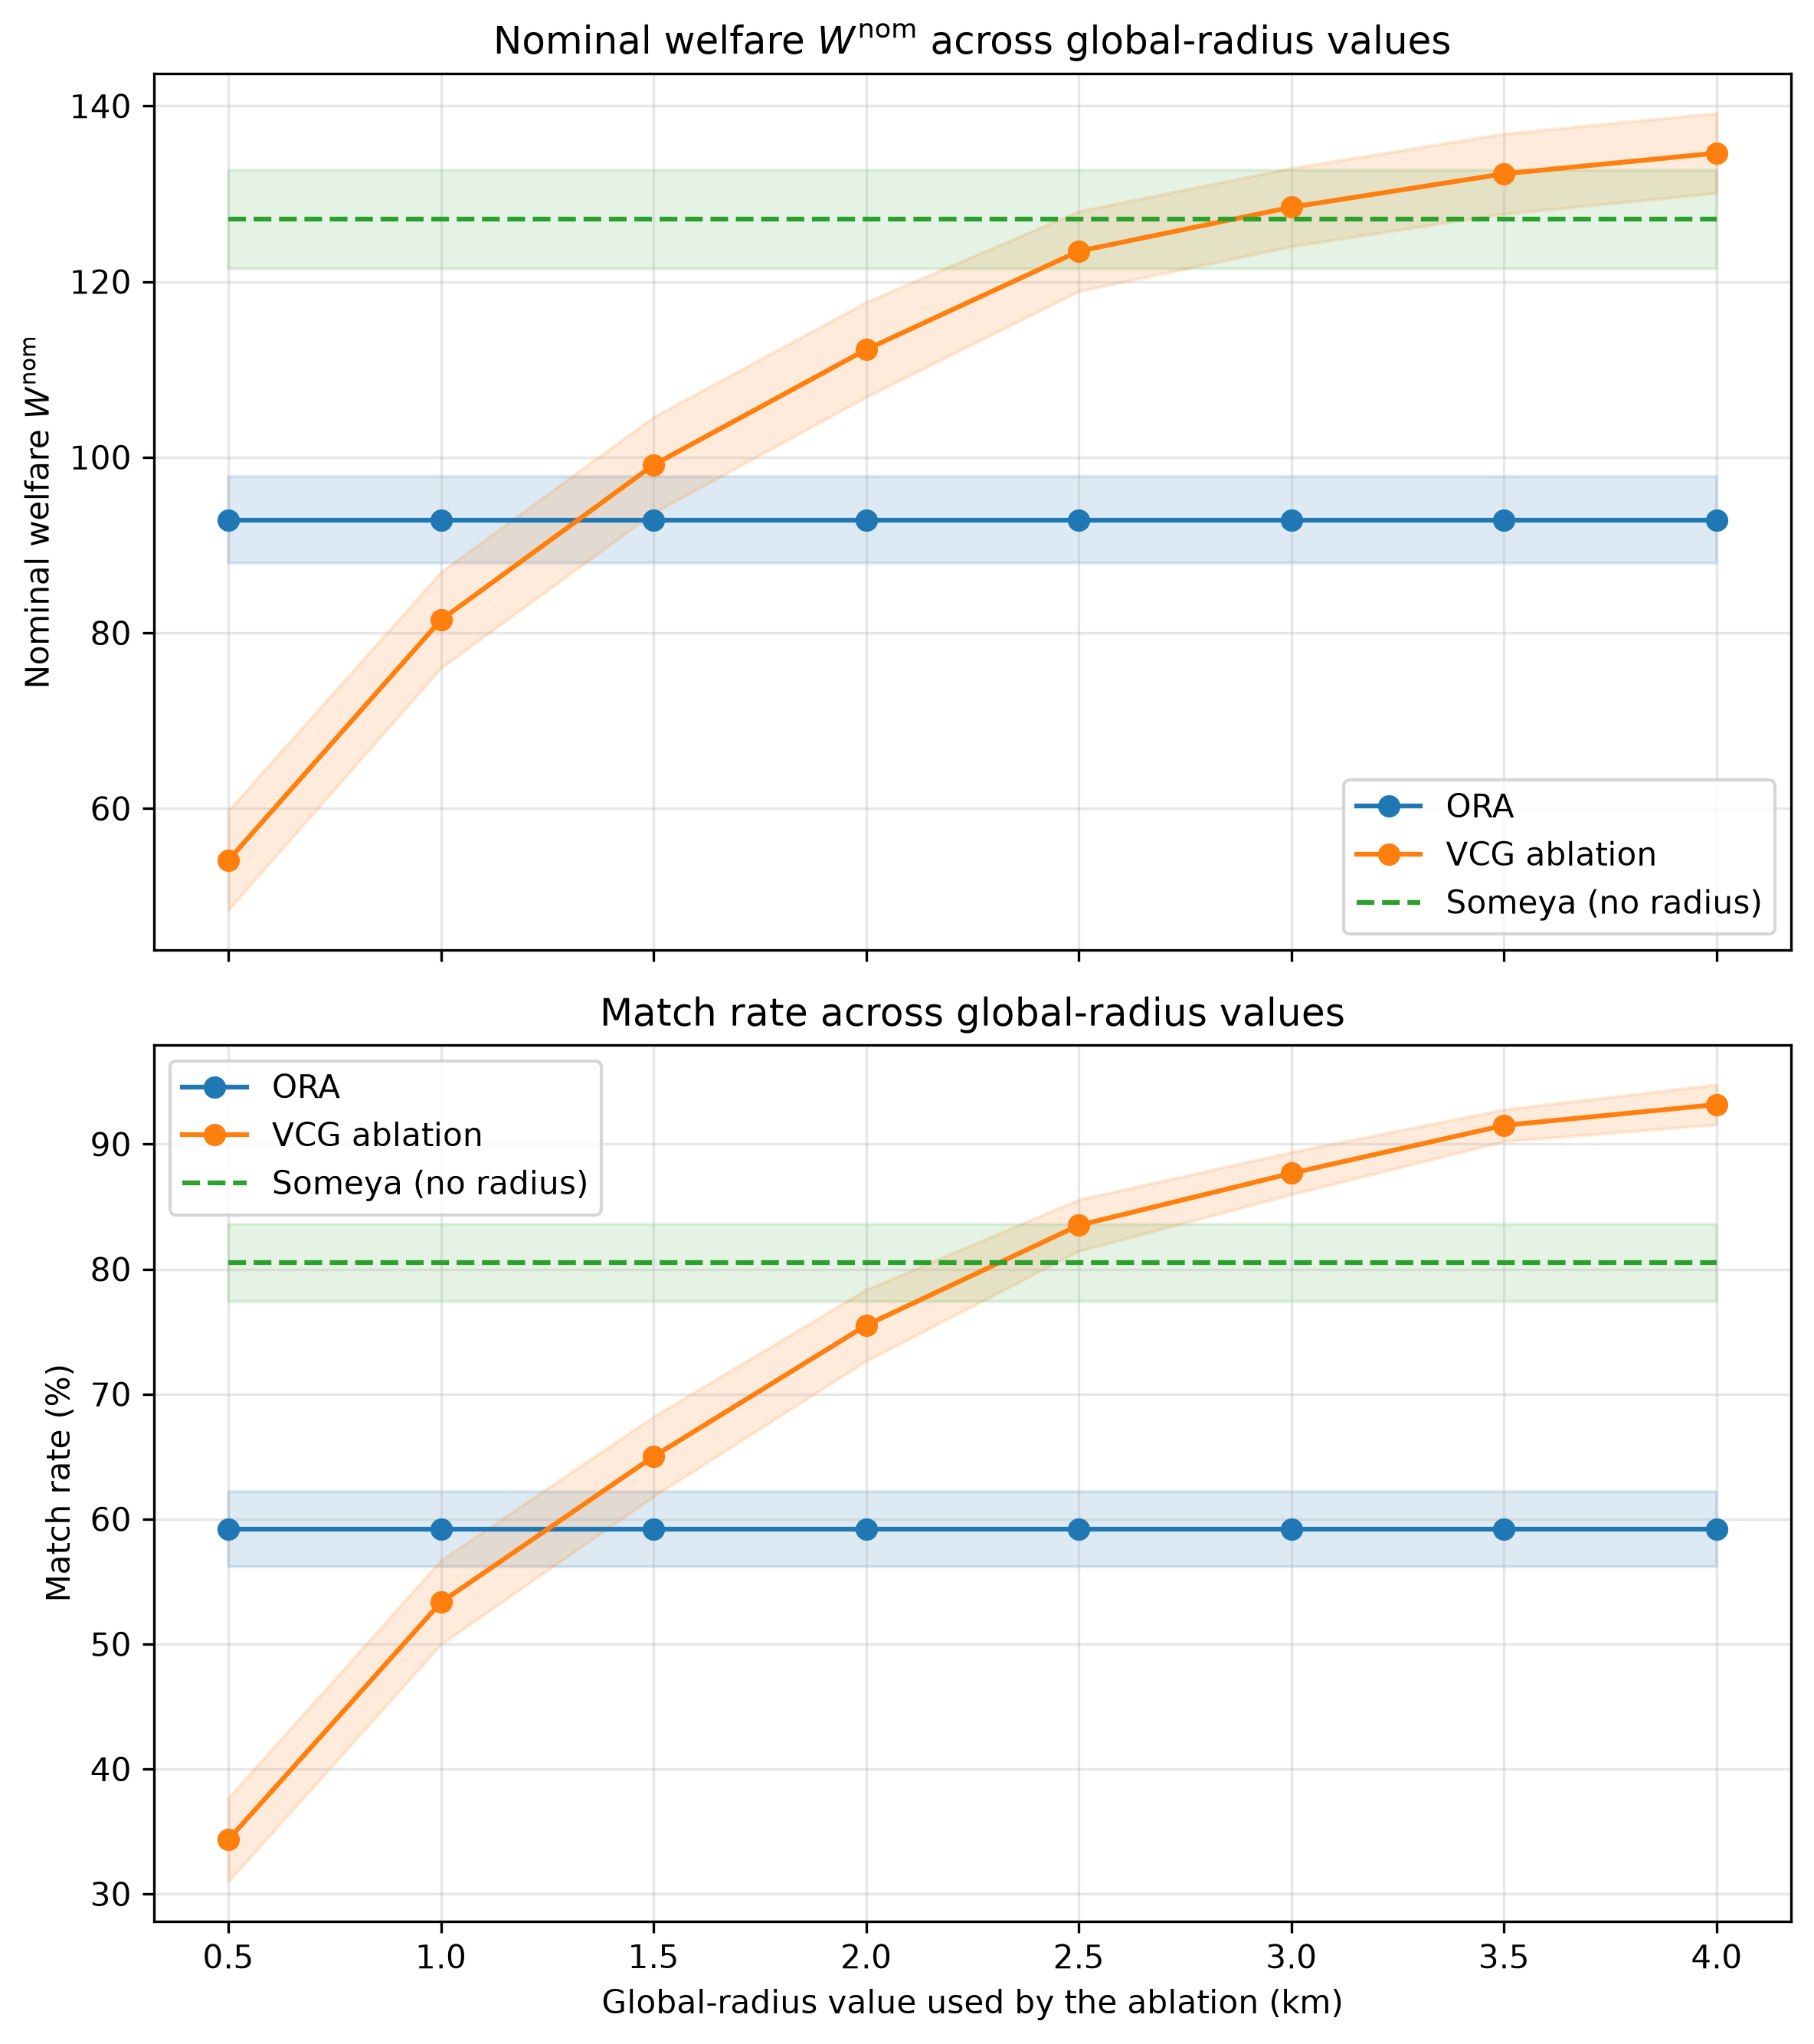 Nominal welfare W^nom across global-radius values
140
120
100
80
60
Nominal welfare W^nom
ORA
VCG ablation
Someya (no radius)
Match rate across global-radius values
ORA
VCG ablation
Someya (no radius)
90
80
70
60
50
40
30
Match rate (%)
0.5 1.0 1.5 2.0 2.5 3.0 3.5 4.0
Global-radius value used by the ablation (km)